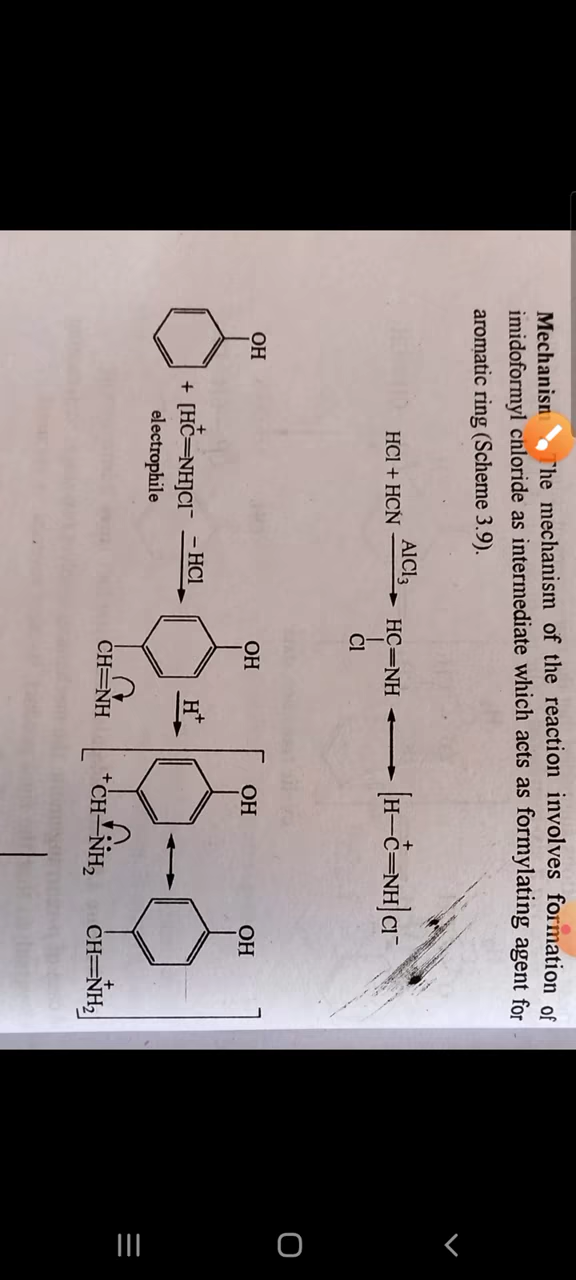 Mechanism The mechanism of the reaction involves formation of
imidoformyl chloride as intermediate which acts as formylating agent for
aromatic ring (Scheme 3.9).
HCl + HCN AlCl₃ HC=NH [H—C⁺=NH]Cl⁻
Cl
OH OH OH OH
+ [HC⁺=NH]Cl⁻ – HCl H⁺
electrophile
CH=NH ⁺CH—N̈H₂ CH=N⁺H₂